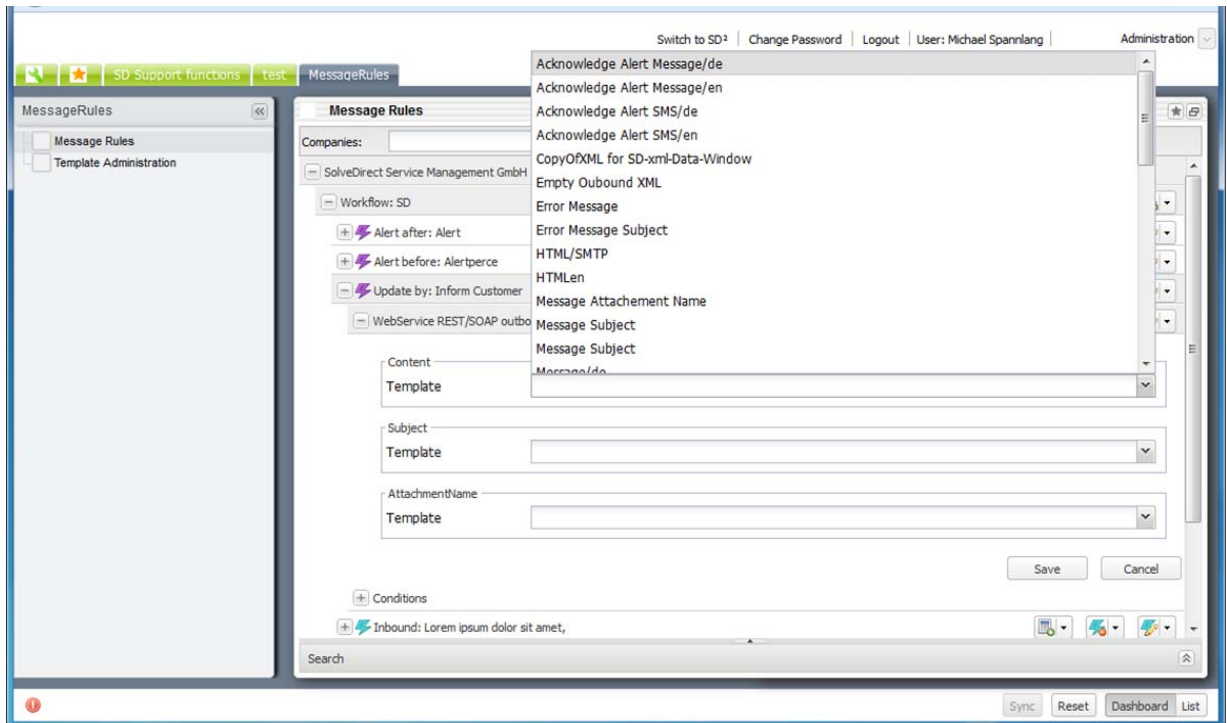 Switch to SD² | Change Password | Logout | User: Michael Spannlang | Administration
SD Support functions test MessageRules
MessageRules
Message Rules
Template Administration
Message Rules
Companies:
SolveDirect Service Management GmbH
Workflow: SD
Alert after: Alert
Alert before: Alertperce
Update by: Inform Customer
WebService REST/SOAP outbo
Acknowledge Alert Message/de
Acknowledge Alert Message/en
Acknowledge Alert SMS/de
Acknowledge Alert SMS/en
CopyOfXML for SD-xml-Data-Window
Empty Oubound XML
Error Message
Error Message Subject
HTML/SMTP
HTMLen
Message Attachement Name
Message Subject
Message Subject
Message/de
Content
Template
Subject
Template
AttachmentName
Template
Save Cancel
Conditions
Inbound: Lorem ipsum dolor sit amet,
Search
Sync Reset Dashboard List